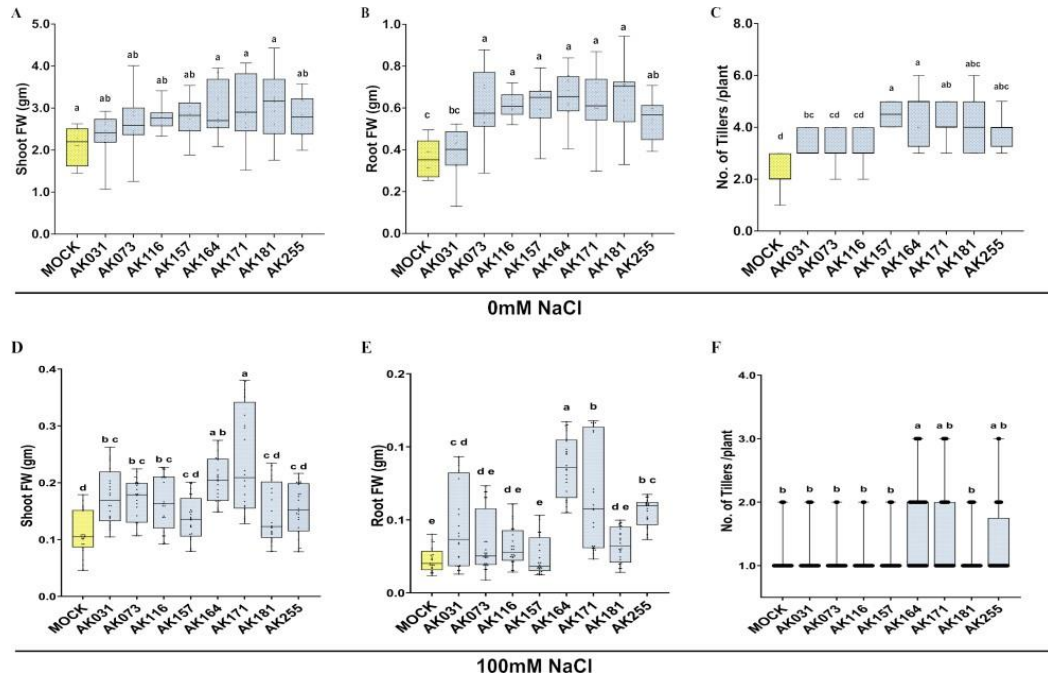 A
B
C
5.0
4.0
3.0
2.0
1.0
0.0
Shoot FW (gm)
a
ab
ab
ab
ab
a
a
a
ab
MOCK
AK031
AK073
AK116
AK157
AK164
AK171
AK181
AK255
1.0
0.8
0.6
0.4
0.2
0.0
Root FW (gm)
c
bc
a
a
a
a
a
a
ab
MOCK
AK031
AK073
AK116
AK157
AK164
AK171
AK181
AK255
8.0
6.0
4.0
2.0
0.0
No. of Tillers /plant
d
bc
cd
cd
a
a
ab
abc
abc
MOCK
AK031
AK073
AK116
AK157
AK164
AK171
AK181
AK255
0mM NaCl
D
E
F
0.4
0.3
0.2
0.1
0.0
Shoot FW (gm)
d
b c
b c
b c
c d
a b
a
c d
c d
MOCK
AK031
AK073
AK116
AK157
AK164
AK171
AK181
AK255
0.2
0.1
0.1
0.0
Root FW (gm)
e
c d
d e
d e
e
a
b
d e
b c
MOCK
AK031
AK073
AK116
AK157
AK164
AK171
AK181
AK255
4.0
3.0
2.0
1.0
No. of Tillers /plant
b
b
b
b
b
a
a b
b
a b
MOCK
AK031
AK073
AK116
AK157
AK164
AK171
AK181
AK255
100mM NaCl